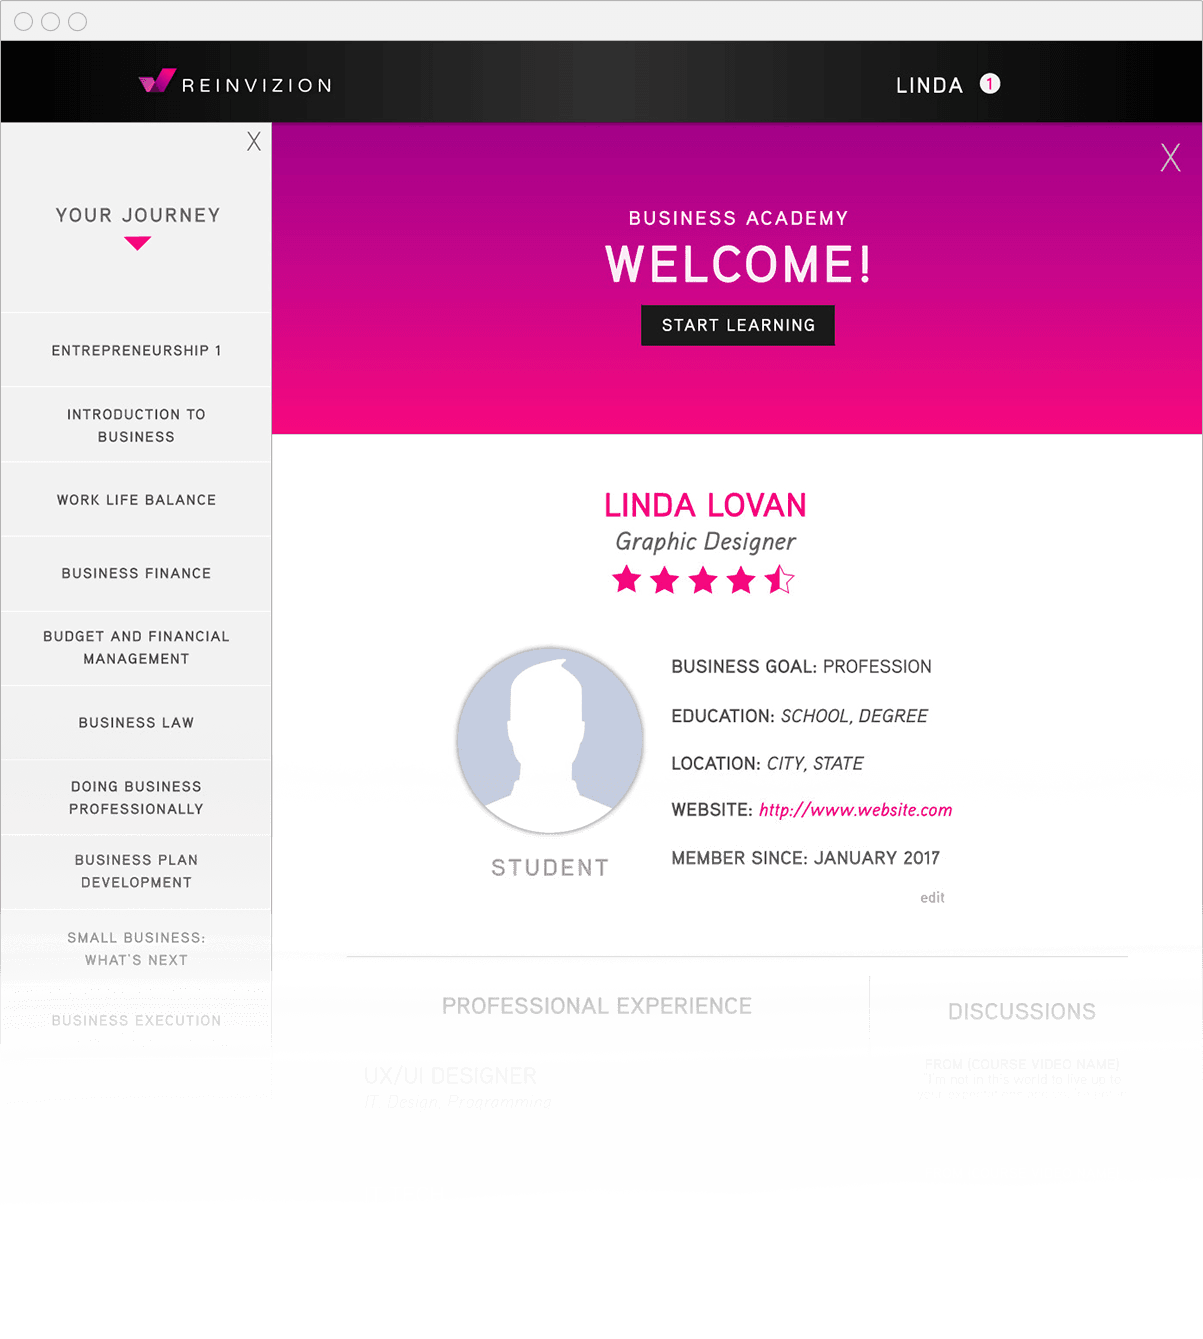 REINVIZION
LINDA 1
X
YOUR JOURNEY
ENTREPRENEURSHIP 1
INTRODUCTION TO
BUSINESS
WORK LIFE BALANCE
BUSINESS FINANCE
BUDGET AND FINANCIAL
MANAGEMENT
BUSINESS LAW
DOING BUSINESS
PROFESSIONALLY
BUSINESS PLAN
DEVELOPMENT
SMALL BUSINESS:
WHAT'S NEXT
BUSINESS EXECUTION
X
BUSINESS ACADEMY
WELCOME!
START LEARNING
LINDA LOVAN
Graphic Designer
STUDENT
BUSINESS GOAL: PROFESSION
EDUCATION: SCHOOL, DEGREE
LOCATION: CITY, STATE
WEBSITE: http://www.website.com
MEMBER SINCE: JANUARY 2017
edit
PROFESSIONAL EXPERIENCE
UX/UI DESIGNER
IT Design, Programming
DISCUSSIONS
FROM (COURSE VIDEO NAME)
I'm not in this world to live up to